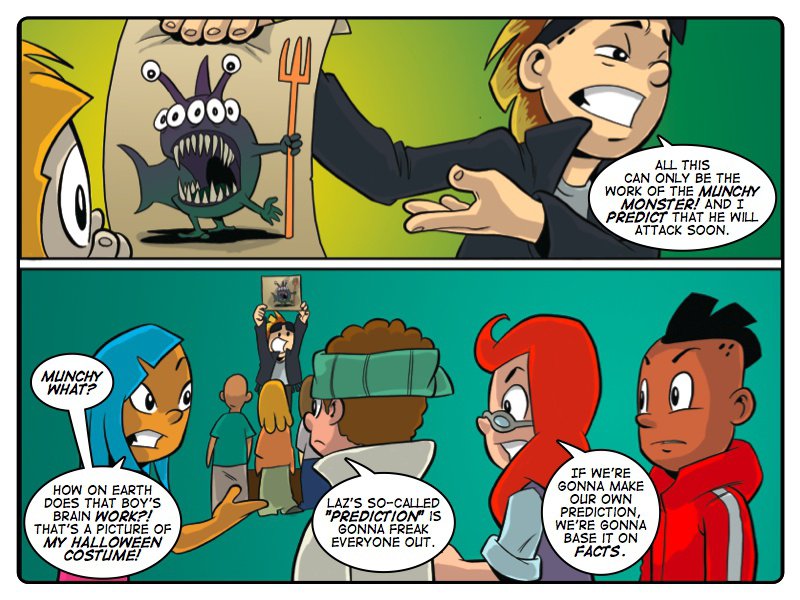 ALL THIS
CAN ONLY BE THE
WORK OF THE MUNCHY
MONSTER! AND I
PREDICT THAT HE WILL
ATTACK SOON.
MUNCHY
WHAT?
HOW ON EARTH
DOES THAT BOY'S
BRAIN WORK?!
THAT'S A PICTURE OF
MY HALLOWEEN
COSTUME!
LAZ'S SO-CALLED
"PREDICTION" IS
GONNA FREAK
EVERYONE OUT.
IF WE'RE
GONNA MAKE
OUR OWN
PREDICTION,
WE'RE GONNA
BASE IT ON
FACTS.